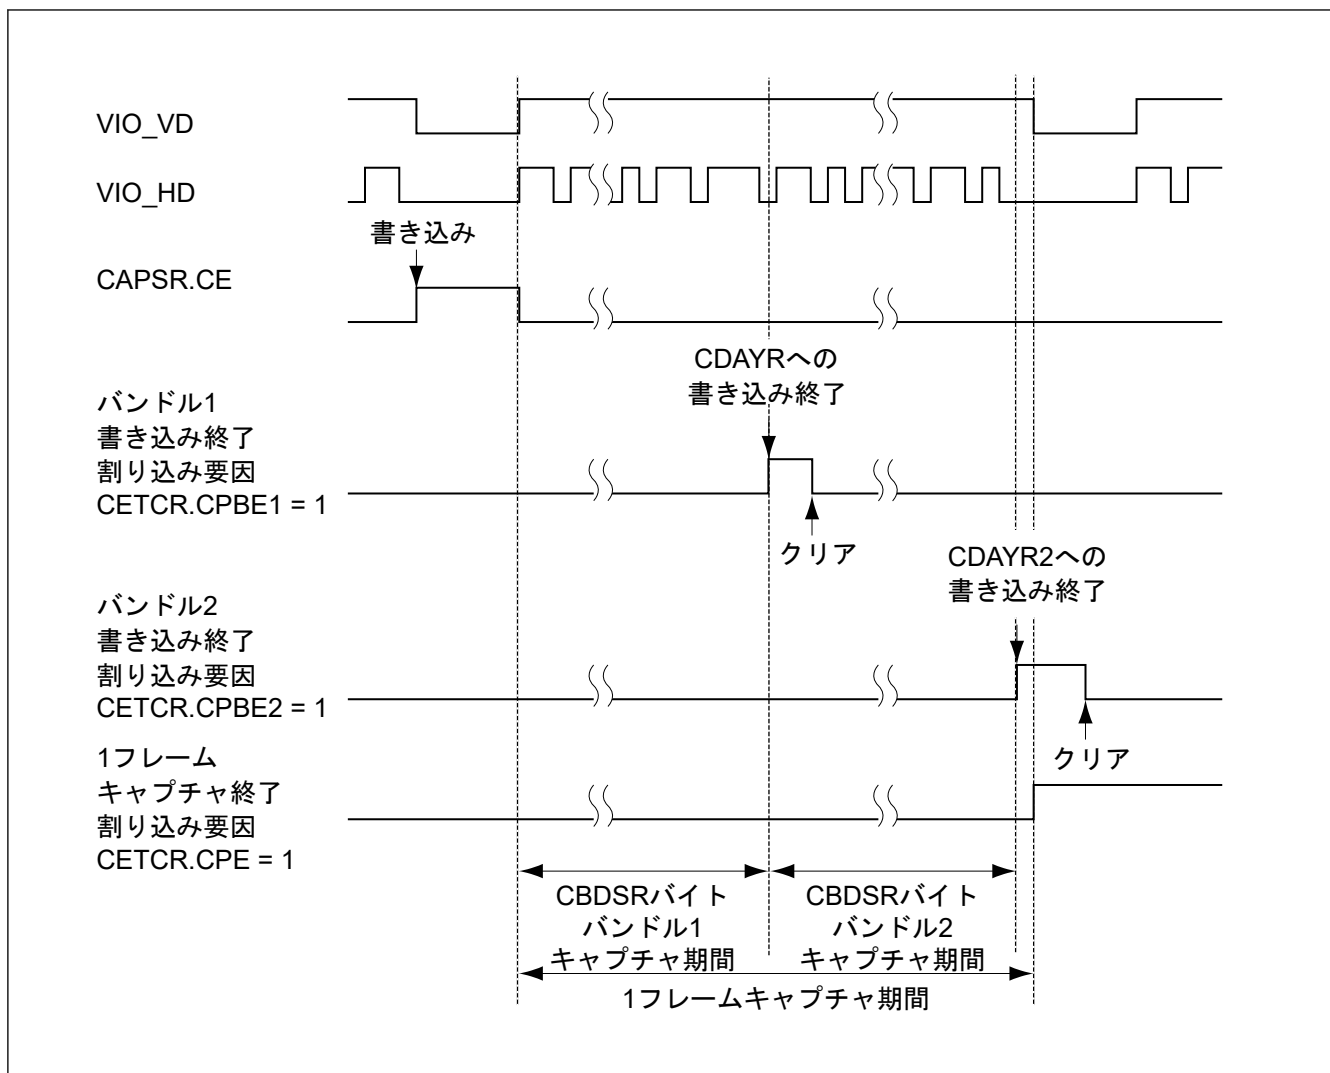 VIO_VD
VIO_HD
書き込み
CAPSR.CE
CDAYRへの
書き込み終了
バンドル1
書き込み終了
割り込み要因
CETCR.CPBE1 = 1
クリア
CDAYR2への
書き込み終了
バンドル2
書き込み終了
割り込み要因
CETCR.CPBE2 = 1
クリア
1フレーム
キャプチャ終了
割り込み要因
CETCR.CPE = 1
CBDSRバイト
バンドル1
キャプチャ期間
CBDSRバイト
バンドル2
キャプチャ期間
1フレームキャプチャ期間